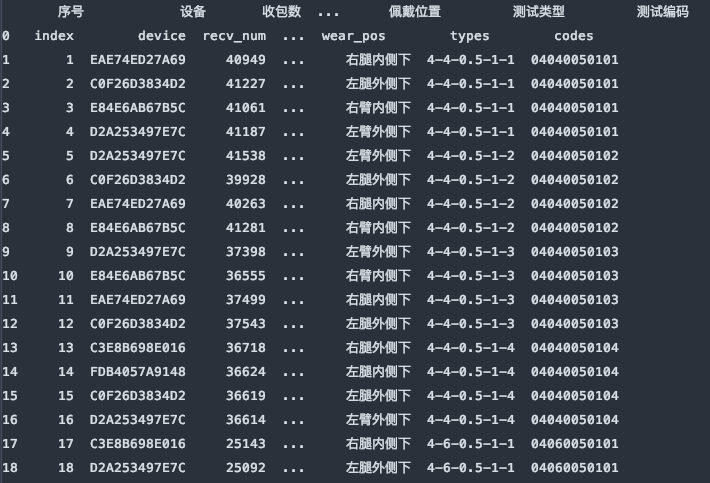 序号 设备 收包数 ... 佩戴位置 测试类型 测试编码
0 index device recv_num ... wear_pos types codes
1 1 EAE74ED27A69 40949 ... 右腿内侧下 4-4-0.5-1-1 04040050101
2 2 C0F26D3834D2 41227 ... 左腿外侧下 4-4-0.5-1-1 04040050101
3 3 E84E6AB67B5C 41061 ... 右臂内侧下 4-4-0.5-1-1 04040050101
4 4 D2A253497E7C 41187 ... 左臂外侧下 4-4-0.5-1-1 04040050101
5 5 D2A253497E7C 41538 ... 左臂外侧下 4-4-0.5-1-2 04040050102
6 6 C0F26D3834D2 39928 ... 左腿外侧下 4-4-0.5-1-2 04040050102
7 7 EAE74ED27A69 40263 ... 右腿内侧下 4-4-0.5-1-2 04040050102
8 8 E84E6AB67B5C 41281 ... 右臂内侧下 4-4-0.5-1-2 04040050102
9 9 D2A253497E7C 37398 ... 左臂外侧下 4-4-0.5-1-3 04040050103
10 10 E84E6AB67B5C 36555 ... 右臂内侧下 4-4-0.5-1-3 04040050103
11 11 EAE74ED27A69 37499 ... 右腿内侧下 4-4-0.5-1-3 04040050103
12 12 C0F26D3834D2 37543 ... 左腿外侧下 4-4-0.5-1-3 04040050103
13 13 C3E8B698E016 36718 ... 右腿内侧下 4-4-0.5-1-4 04040050104
14 14 FDB4057A9148 36624 ... 左腿外侧下 4-4-0.5-1-4 04040050104
15 15 C0F26D3834D2 36619 ... 左腿外侧下 4-4-0.5-1-4 04040050104
16 16 D2A253497E7C 36614 ... 左臂外侧下 4-4-0.5-1-4 04040050104
17 17 C3E8B698E016 25143 ... 右腿内侧下 4-6-0.5-1-1 04060050101
18 18 D2A253497E7C 25092 ... 左腿外侧下 4-6-0.5-1-1 04060050101